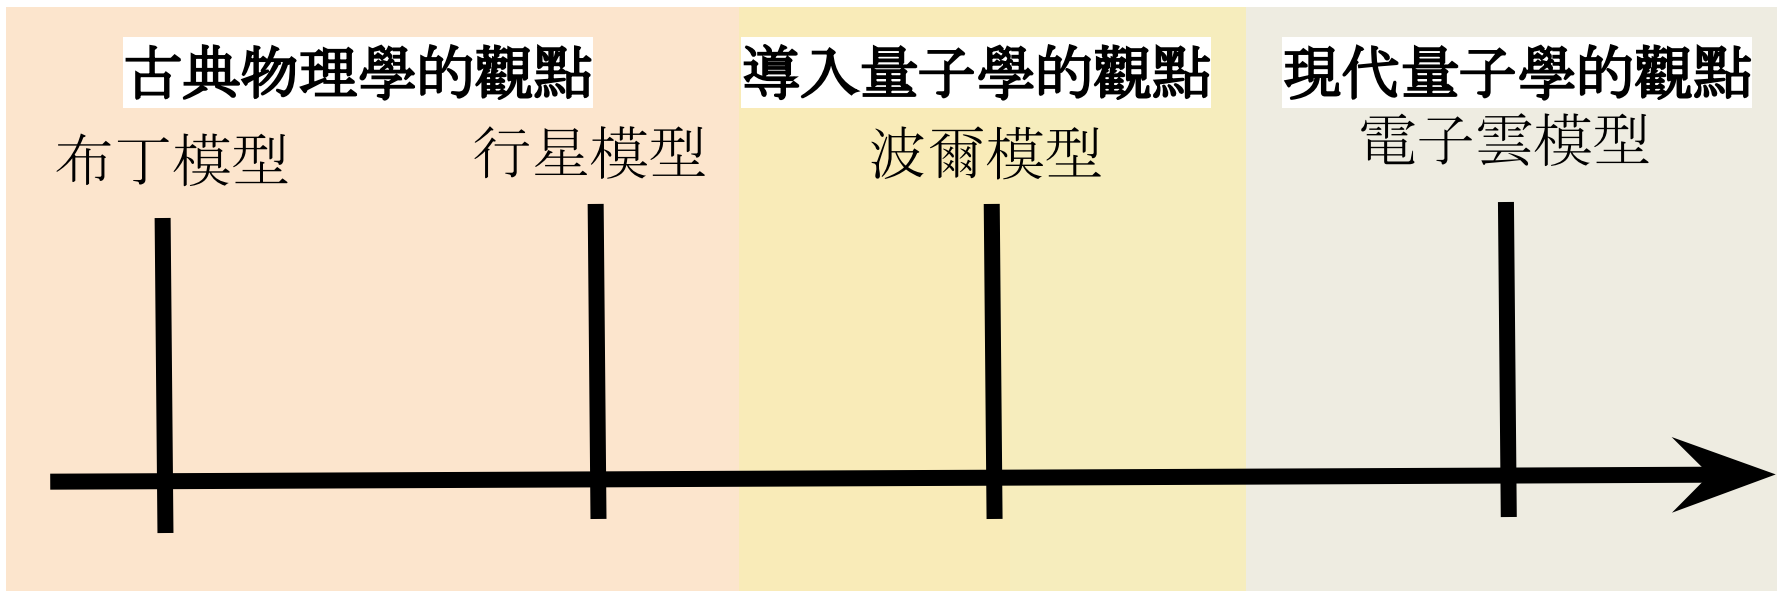 古典物理學的觀點
導入量子學的觀點
現代量子學的觀點
布丁模型
行星模型
波爾模型
電子雲模型